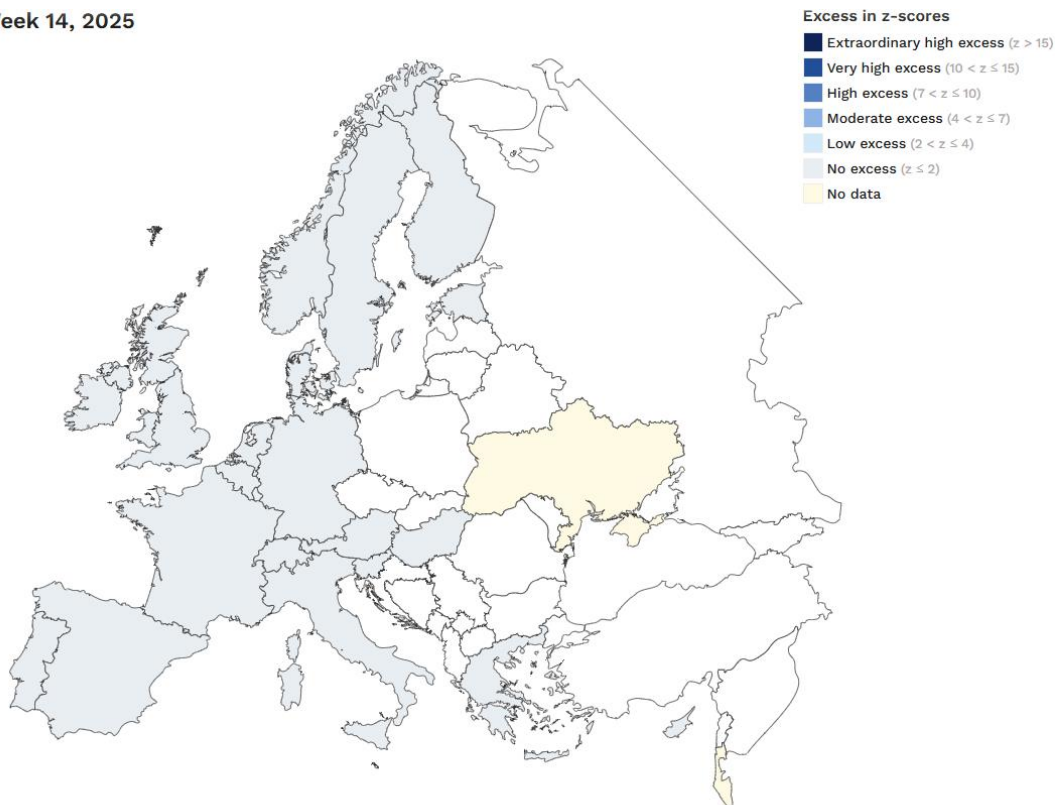 eek 14, 2025
Excess in z-scores
Extraordinary high excess (z > 15)
Very high excess (10 < z ≤ 15)
High excess (7 < z ≤ 10)
Moderate excess (4 < z ≤ 7)
Low excess (2 < z ≤ 4)
No excess (z ≤ 2)
No data